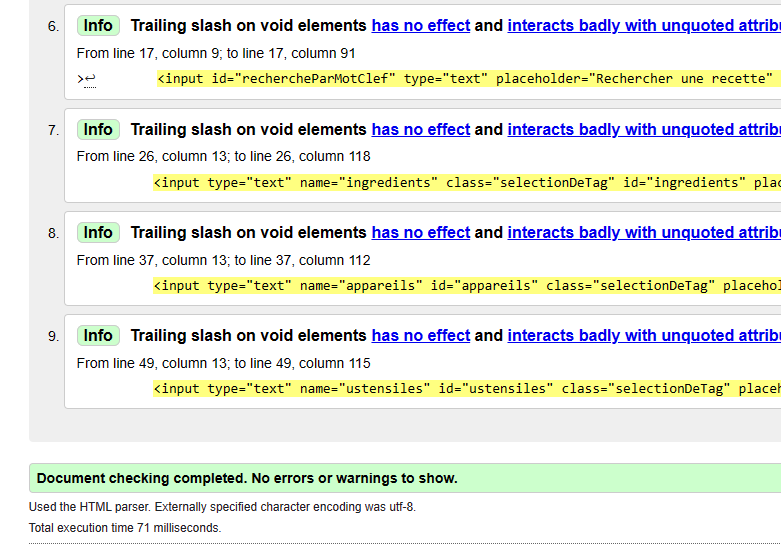 6. Info Trailing slash on void elements has no effect and interacts badly with unquoted attribu
From line 17, column 9; to line 17, column 91
>↩ <input id="rechercheParMotClef" type="text" placeholder="Rechercher une recette"
7. Info Trailing slash on void elements has no effect and interacts badly with unquoted attribu
From line 26, column 13; to line 26, column 118
<input type="text" name="ingredients" class="selectionDeTag" id="ingredients" plac
8. Info Trailing slash on void elements has no effect and interacts badly with unquoted attribu
From line 37, column 13; to line 37, column 112
<input type="text" name="appareils" id="appareils" class="selectionDeTag" placehol
9. Info Trailing slash on void elements has no effect and interacts badly with unquoted attribu
From line 49, column 13; to line 49, column 115
<input type="text" name="ustensiles" id="ustensiles" class="selectionDeTag" placeh
Document checking completed. No errors or warnings to show.
Used the HTML parser. Externally specified character encoding was utf-8.
Total execution time 71 milliseconds.